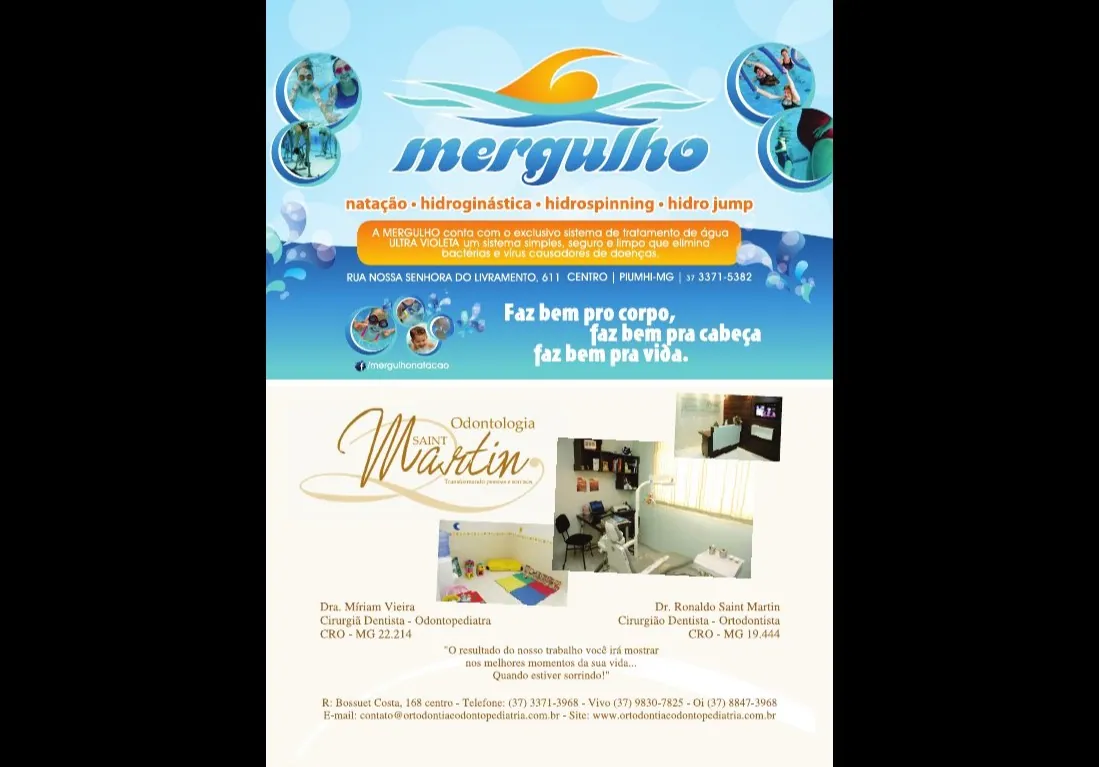 mergulho
natação • hidroginástica • hidrospinning • hidro jump
A MERGULHO conta com o exclusivo sistema de tratamento de água
ULTRA VIOLETA um sistema simples, seguro e limpo que elimina
bactérias e vírus causadores de doenças.
RUA NOSSA SENHORA DO LIVRAMENTO, 611 CENTRO | PIUMHI-MG | 37 3371-5382
Faz bem pro corpo,
faz bem pra cabeça
faz bem pra vida.
/mergulhonatacao
Odontologia
SAINT
Martin
Transformando pessoas e sorrisos.
Dra. Míriam Vieira
Cirurgiã Dentista - Odontopediatra
CRO - MG 22.214
Dr. Ronaldo Saint Martin
Cirurgião Dentista - Ortodontista
CRO - MG 19.444
"O resultado do nosso trabalho você irá mostrar
nos melhores momentos da sua vida...
Quando estiver sorrindo!"
R: Bossuet Costa, 168 centro - Telefone: (37) 3371-3968 - Vivo (37) 9830-7825 - Oi (37) 8847-3968
E-mail: contato@ortodontiaeodontopediatria.com.br - Site: www.ortodontiaeodontopediatria.com.br